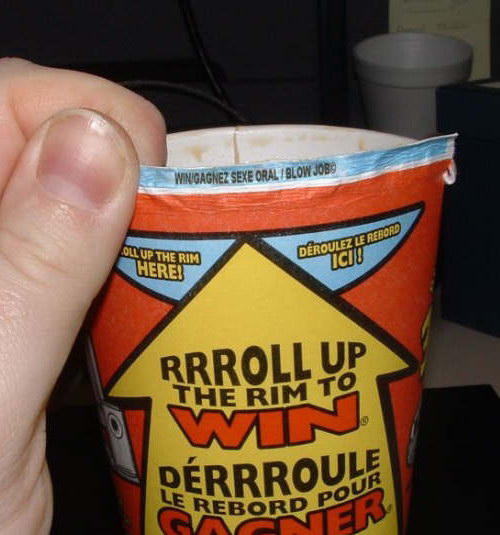 WIN/GAGNEZ SEXE ORAL / BLOW JOB©
OLL UP THE RIM
HERE!
DÉROULEZ LE REBORD
ICI !
RRROLL UP
THE RIM TO
WIN®
DÉRRROULE
LE REBORD POUR
GAGNER